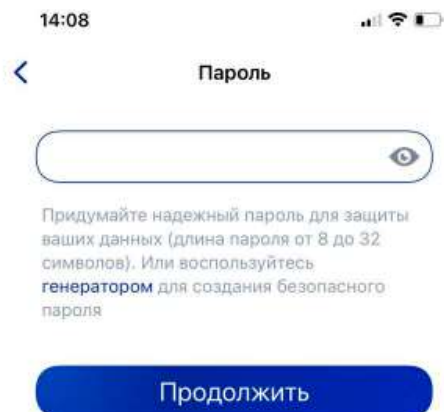 14:08
Пароль
Придумайте надежный пароль для защиты
ваших данных (длина пароля от 8 до 32
символов). Или воспользуйтесь
генератором для создания безопасного
пароля
Продолжить